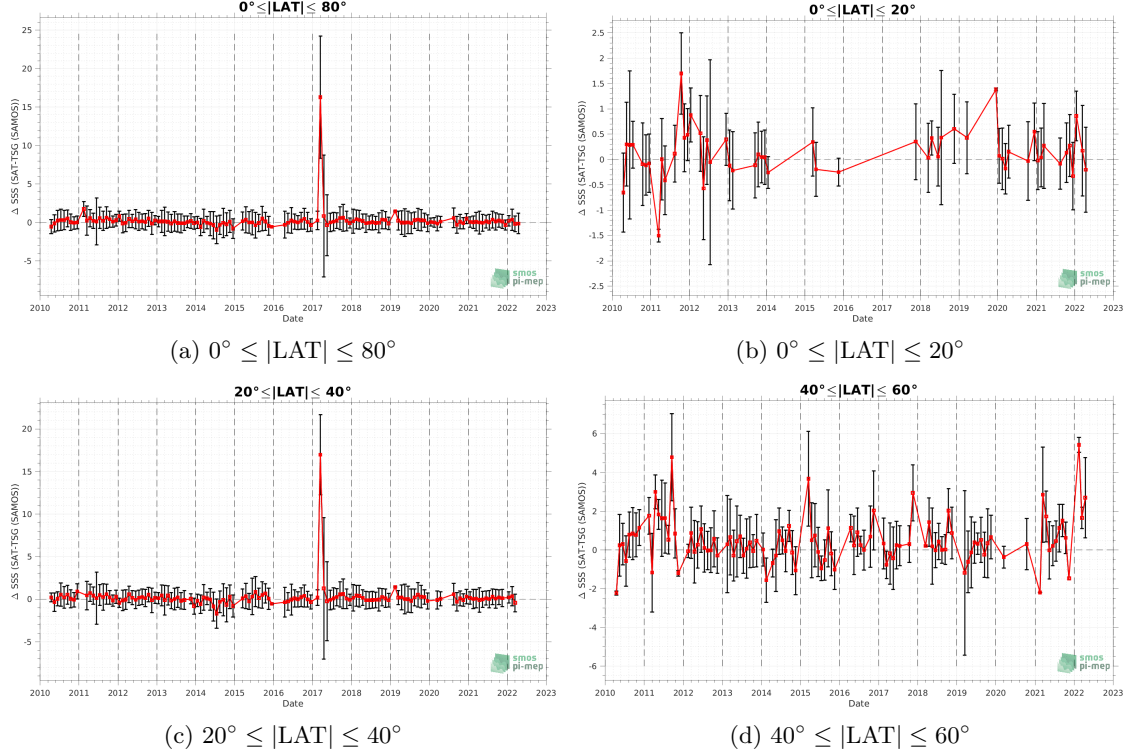 0°≤|LAT|≤ 80°
Δ SSS (SAT-TSG (SAMOS))
25
20
15
10
5
0
-5
2010 2011 2012 2013 2014 2015 2016 2017 2018 2019 2020 2021 2022 2023
Date
smos
pi-mep
(a) 0° ≤ |LAT| ≤ 80°
0°≤|LAT|≤ 20°
Δ SSS (SAT-TSG (SAMOS))
2.5
2
1.5
1
0.5
0
-0.5
-1
-1.5
-2
-2.5
2010 2011 2012 2013 2014 2015 2016 2017 2018 2019 2020 2021 2022 2023
Date
smos
pi-mep
(b) 0° ≤ |LAT| ≤ 20°
20°≤|LAT|≤ 40°
Δ SSS (SAT-TSG (SAMOS))
20
15
10
5
0
-5
2010 2011 2012 2013 2014 2015 2016 2017 2018 2019 2020 2021 2022 2023
Date
smos
pi-mep
(c) 20° ≤ |LAT| ≤ 40°
40°≤|LAT|≤ 60°
Δ SSS (SAT-TSG (SAMOS))
6
4
2
0
-2
-4
-6
2010 2011 2012 2013 2014 2015 2016 2017 2018 2019 2020 2021 2022 2023
Date
smos
pi-mep
(d) 40° ≤ |LAT| ≤ 60°